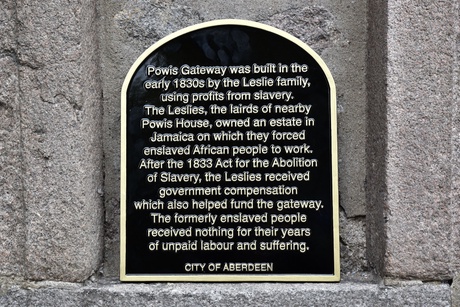 Powis Gateway was built in the
early 1830s by the Leslie family,
using profits from slavery.
The Leslies, the lairds of nearby
Powis House, owned an estate in
Jamaica on which they forced
enslaved African people to work.
After the 1833 Act for the Abolition
of Slavery, the Leslies received
government compensation
which also helped fund the gateway.
The formerly enslaved people
received nothing for their years
of unpaid labour and suffering.
CITY OF ABERDEEN